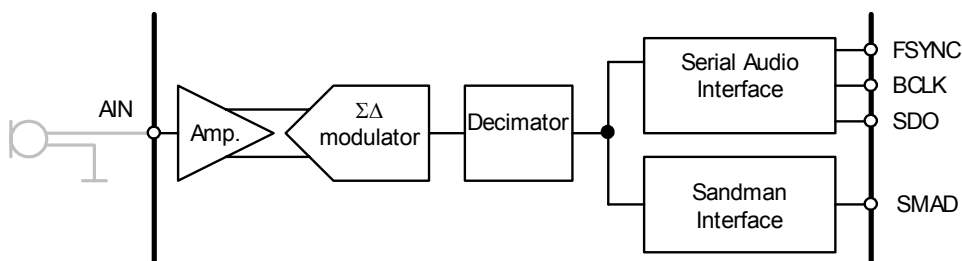 AIN
Amp.
ΣΔ
modulator
Decimator
Serial Audio
Interface
FSYNC
BCLK
SDO
Sandman
Interface
SMAD